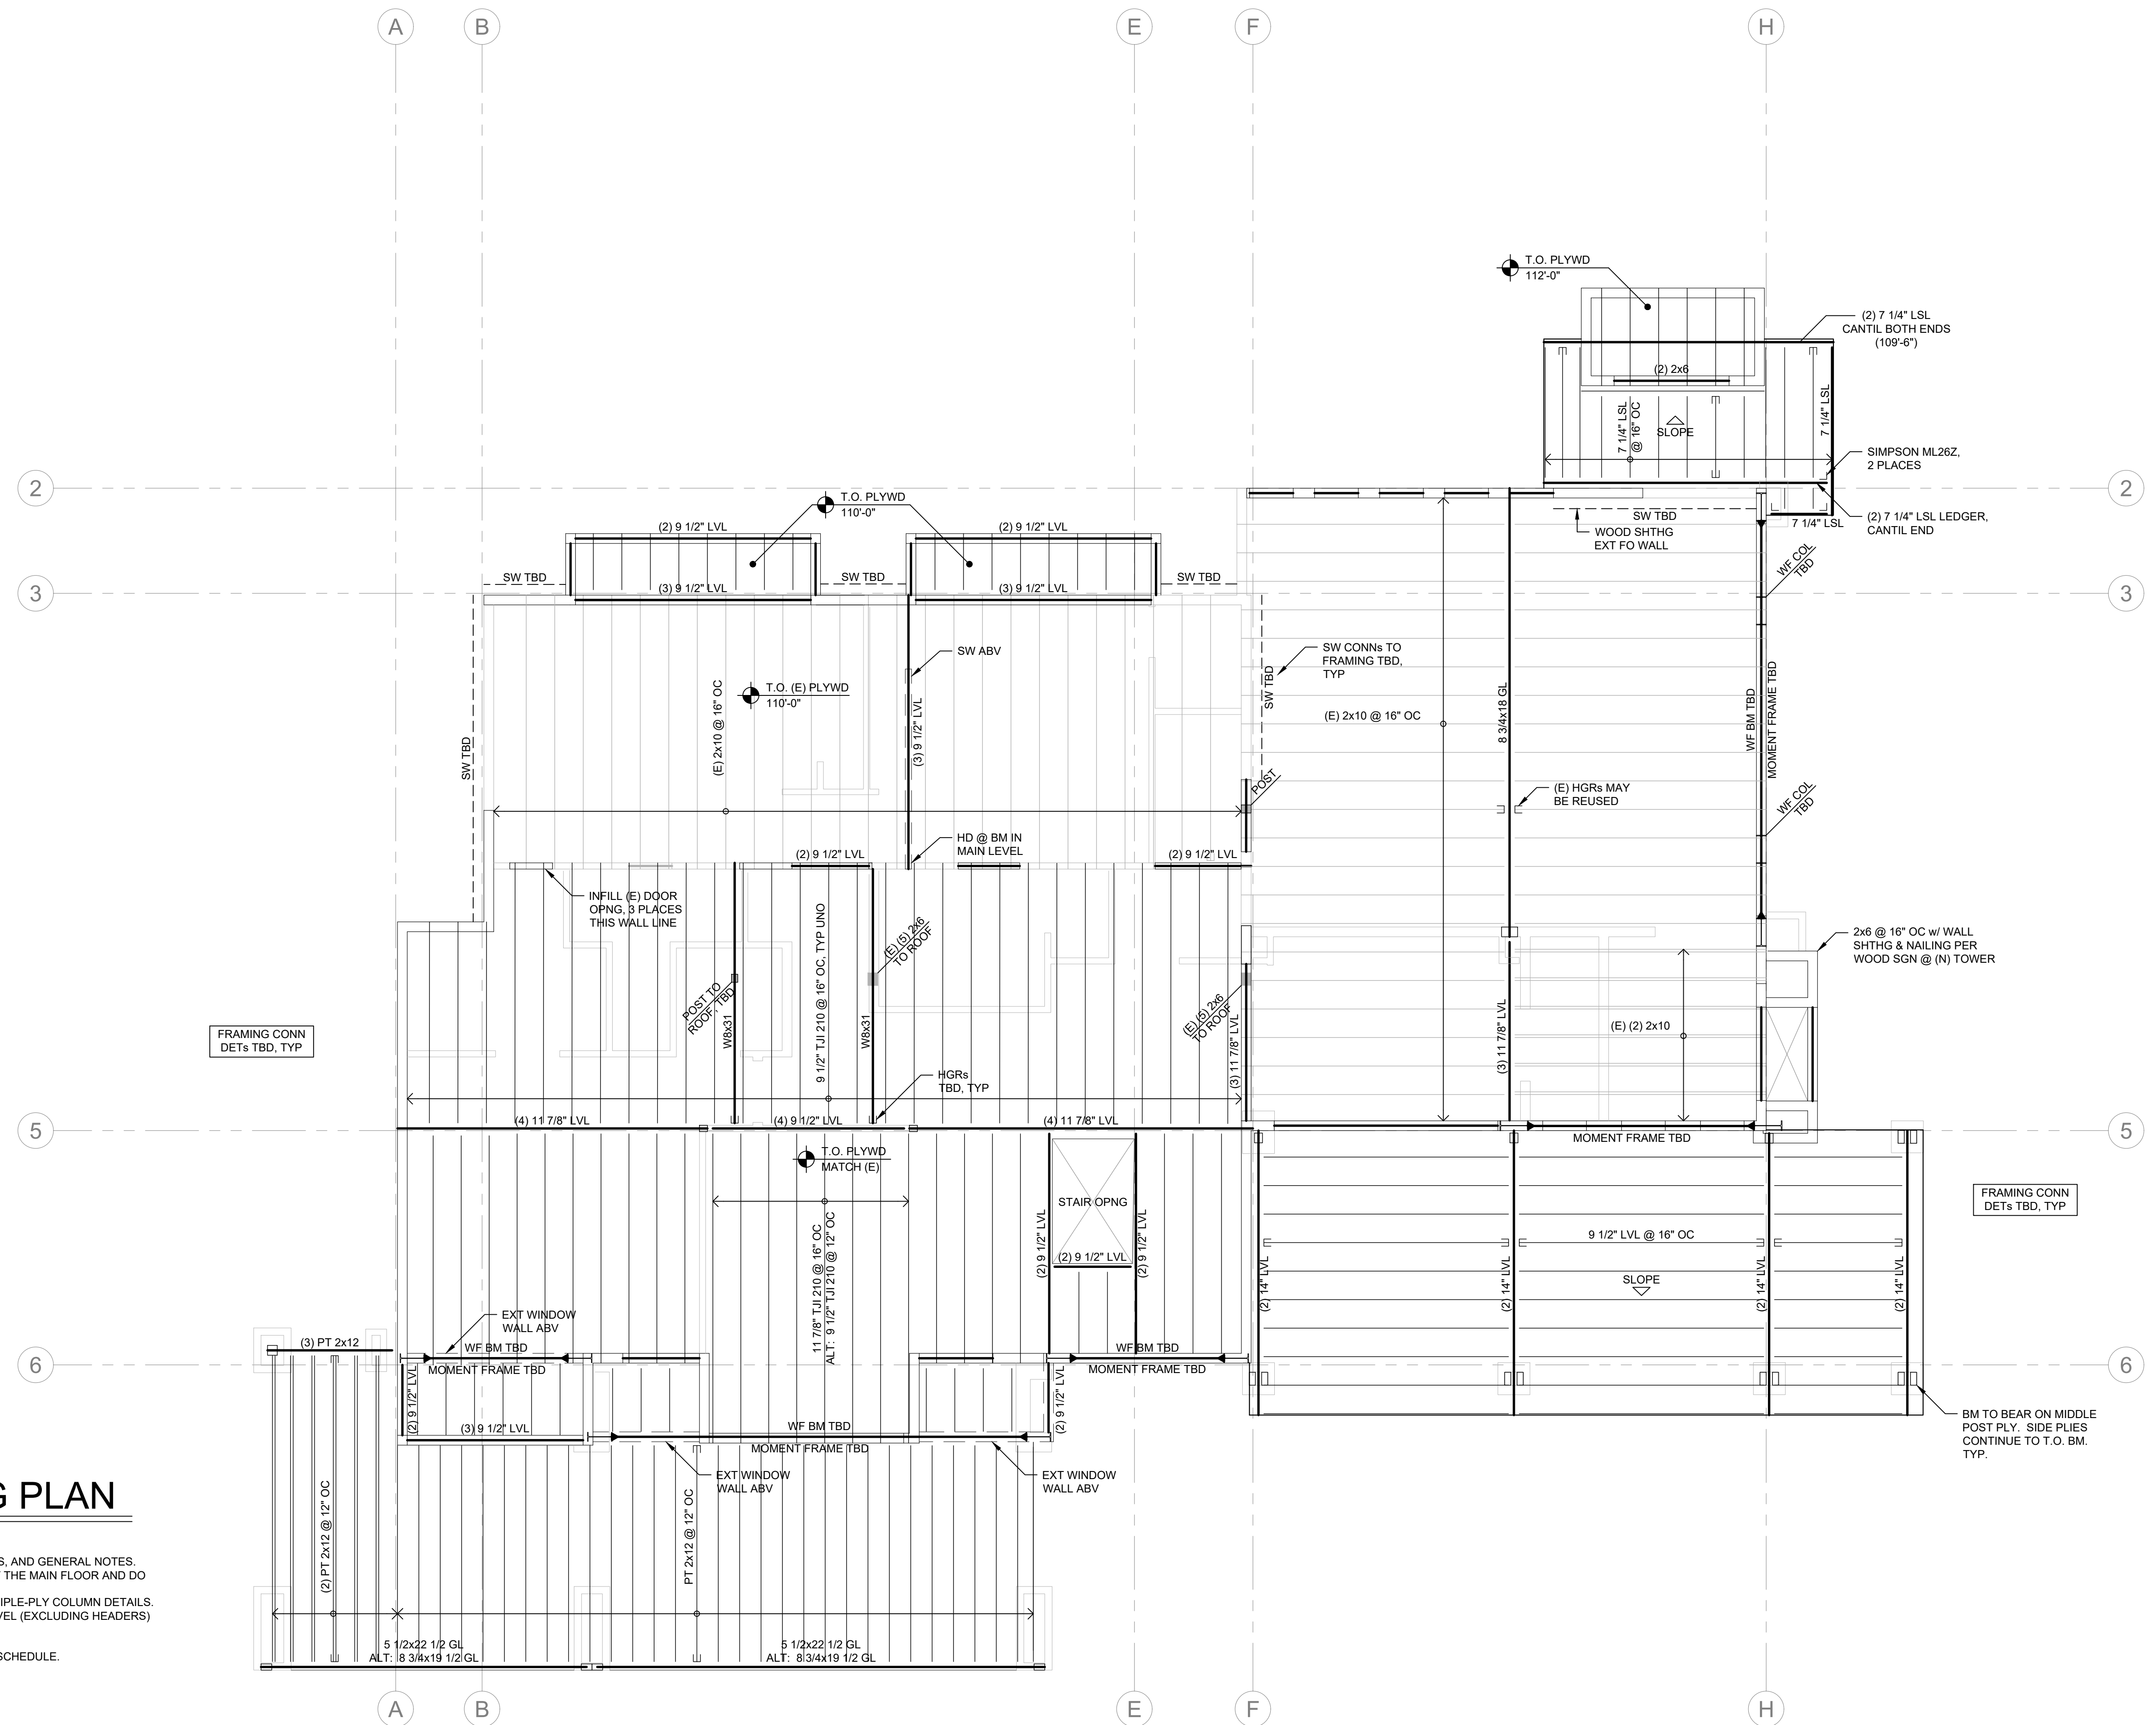 A
B
E
F
H
T.O. PLYWD
112'-0"
(2) 7 1/4" LSL
CANTIL BOTH ENDS
(109'-6")
(2) 2x6
7 1/4" LSL
@ 16" OC
SLOPE
7 1/4" LSL
SIMPSON ML26Z,
2 PLACES
2
2
T.O. PLYWD
110'-0"
(2) 9 1/2" LVL
(2) 9 1/2" LVL
SW TBD
WOOD SHTHG
EXT FO WALL
7 1/4" LSL
(2) 7 1/4" LSL LEDGER,
CANTIL END
WF COL
TBD
SW TBD
SW TBD
SW TBD
(3) 9 1/2" LVL
(3) 9 1/2" LVL
3
3
SW ABV
SW CONNs TO
FRAMING TBD,
TYP
SW TBD
T.O. (E) PLYWD
110'-0"
(E) 2x10 @ 16" OC
(3) 9 1/2" LVL
(E) 2x10 @ 16" OC
8 3/4x18 GL
WF BM TBD
MOMENT FRAME TBD
SW TBD
POST
(E) HGRs MAY
BE REUSED
WF COL
TBD
HD @ BM IN
MAIN LEVEL
(2) 9 1/2" LVL
(2) 9 1/2" LVL
INFILL (E) DOOR
OPNG, 3 PLACES
THIS WALL LINE
9 1/2" TJI 210 @ 16" OC, TYP UNO
(E) (5) 2x6
TO ROOF
2x6 @ 16" OC w/ WALL
SHTHG & NAILING PER
WOOD SGN @ (N) TOWER
POST TO
ROOF, TBD
W8x31
W8x31
(E) (5) 2x6
TO ROOF
(3) 11 7/8" LVL
(3) 11 7/8" LVL
(E) (2) 2x10
FRAMING CONN
DETs TBD, TYP
HGRs
TBD, TYP
5
(4) 11 7/8" LVL
(4) 9 1/2" LVL
(4) 11 7/8" LVL
MOMENT FRAME TBD
5
T.O. PLYWD
MATCH (E)
STAIR OPNG
(2) 9 1/2" LVL
(2) 9 1/2" LVL
(2) 9 1/2" LVL
11 7/8" TJI 210 @ 16" OC
ALT: 9 1/2" TJI 210 @ 12" OC
9 1/2" LVL @ 16" OC
SLOPE
(2) 14" LVL
(2) 14" LVL
(2) 14" LVL
(2) 14" LVL
FRAMING CONN
DETs TBD, TYP
EXT WINDOW
WALL ABV
(3) PT 2x12
WF BM TBD
WF BM TBD
6
6
MOMENT FRAME TBD
MOMENT FRAME TBD
(2) 9 1/2" LVL
(3) 9 1/2" LVL
WF BM TBD
MOMENT FRAME TBD
(2) 9 1/2" LVL
BM TO BEAR ON MIDDLE
POST PLY. SIDE PLIES
CONTINUE TO T.O. BM.
TYP.
EXT WINDOW
WALL ABV
EXT WINDOW
WALL ABV
G PLAN
(2) PT 2x12 @ 12" OC
PT 2x12 @ 12" OC
S, AND GENERAL NOTES.
THE MAIN FLOOR AND DO
IPLE-PLY COLUMN DETAILS.
VEL (EXCLUDING HEADERS)
SCHEDULE.
5 1/2x22 1/2 GL
ALT: 8 3/4x19 1/2 GL
5 1/2x22 1/2 GL
ALT: 8 3/4x19 1/2 GL
A
B
E
F
H